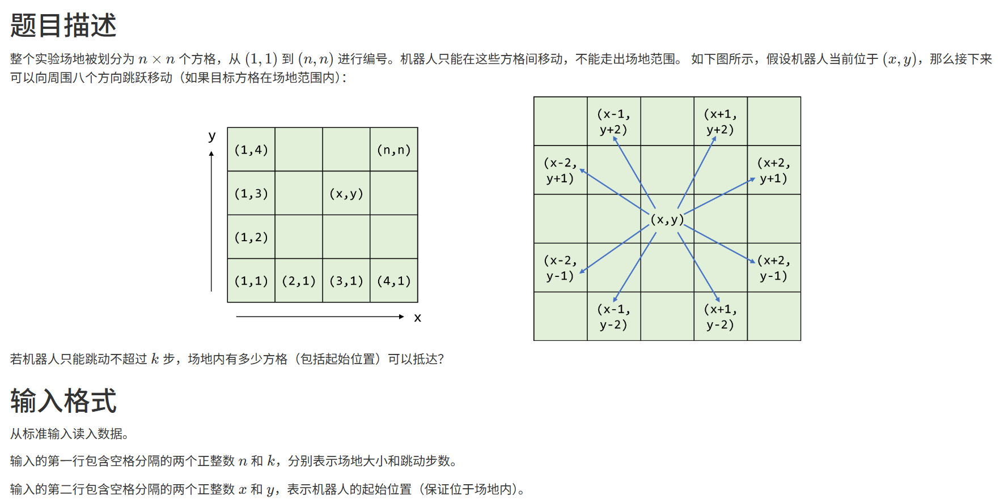 题目描述
整个实验场地被划分为 n × n 个方格，从 (1, 1) 到 (n, n) 进行编号。机器人只能在这些方格间移动，不能走出场地范围。 如下图所示，假设机器人当前位于 (x, y)，那么接下来
可以向周围八个方向跳跃移动（如果目标方格在场地范围内）：
y
(1,4) (n,n)
(1,3) (x,y)
(1,2)
(1,1) (2,1) (3,1) (4,1)
x
(x-1, (x+1,
y+2) y+2)
(x-2, (x+2,
y+1) y+1)
(x,y)
(x-2, (x+2,
y-1) y-1)
(x-1, (x+1,
y-2) y-2)
若机器人只能跳动不超过 k 步，场地内有多少方格（包括起始位置）可以抵达？
输入格式
从标准输入读入数据。
输入的第一行包含空格分隔的两个正整数 n 和 k，分别表示场地大小和跳动步数。
输入的第二行包含空格分隔的两个正整数 x 和 y，表示机器人的起始位置（保证位于场地内）。